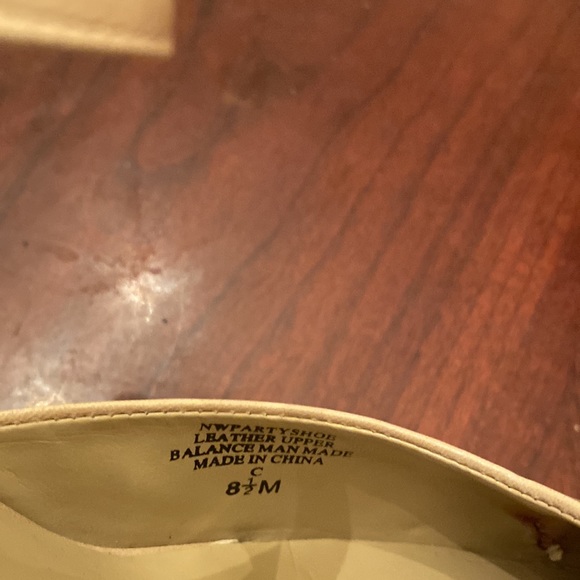 NWPARTYSHOE
LEATHER UPPER
BALANCE MAN MADE
MADE IN CHINA
C
8½M